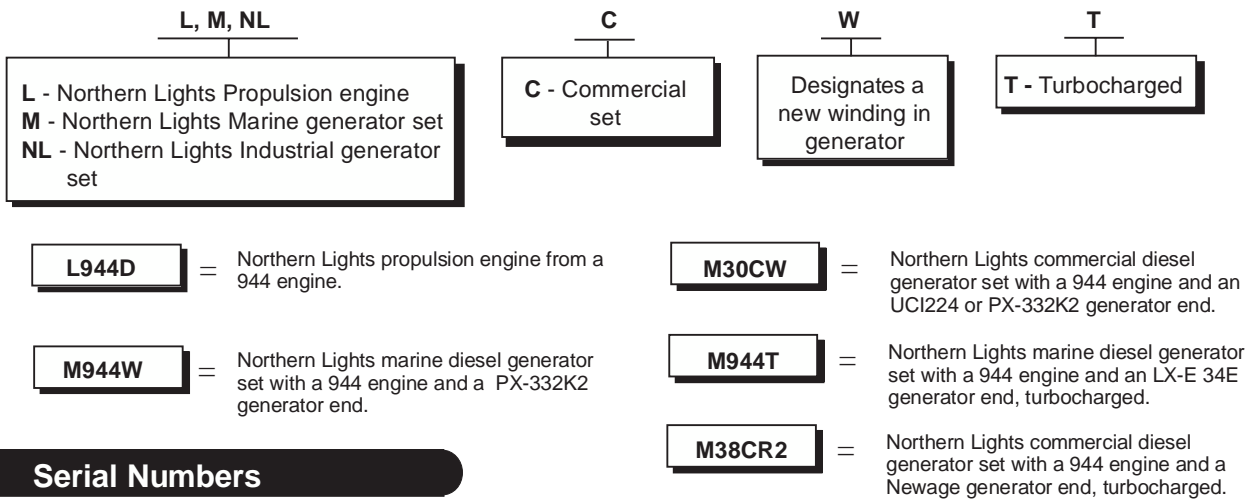 L, M, NL
C
W
T
L - Northern Lights Propulsion engine
M - Northern Lights Marine generator set
NL - Northern Lights Industrial generator
set
C - Commercial
set
Designates a
new winding in
generator
T - Turbocharged
L944D
=
Northern Lights propulsion engine from a
944 engine.
M944W
=
Northern Lights marine diesel generator
set with a 944 engine and a PX-332K2
generator end.
M30CW
=
Northern Lights commercial diesel
generator set with a 944 engine and an
UCI224 or PX-332K2 generator end.
M944T
=
Northern Lights marine diesel generator
set with a 944 engine and an LX-E 34E
generator end, turbocharged.
M38CR2
=
Northern Lights commercial diesel
generator set with a 944 engine and a
Newage generator end, turbocharged.
Serial Numbers